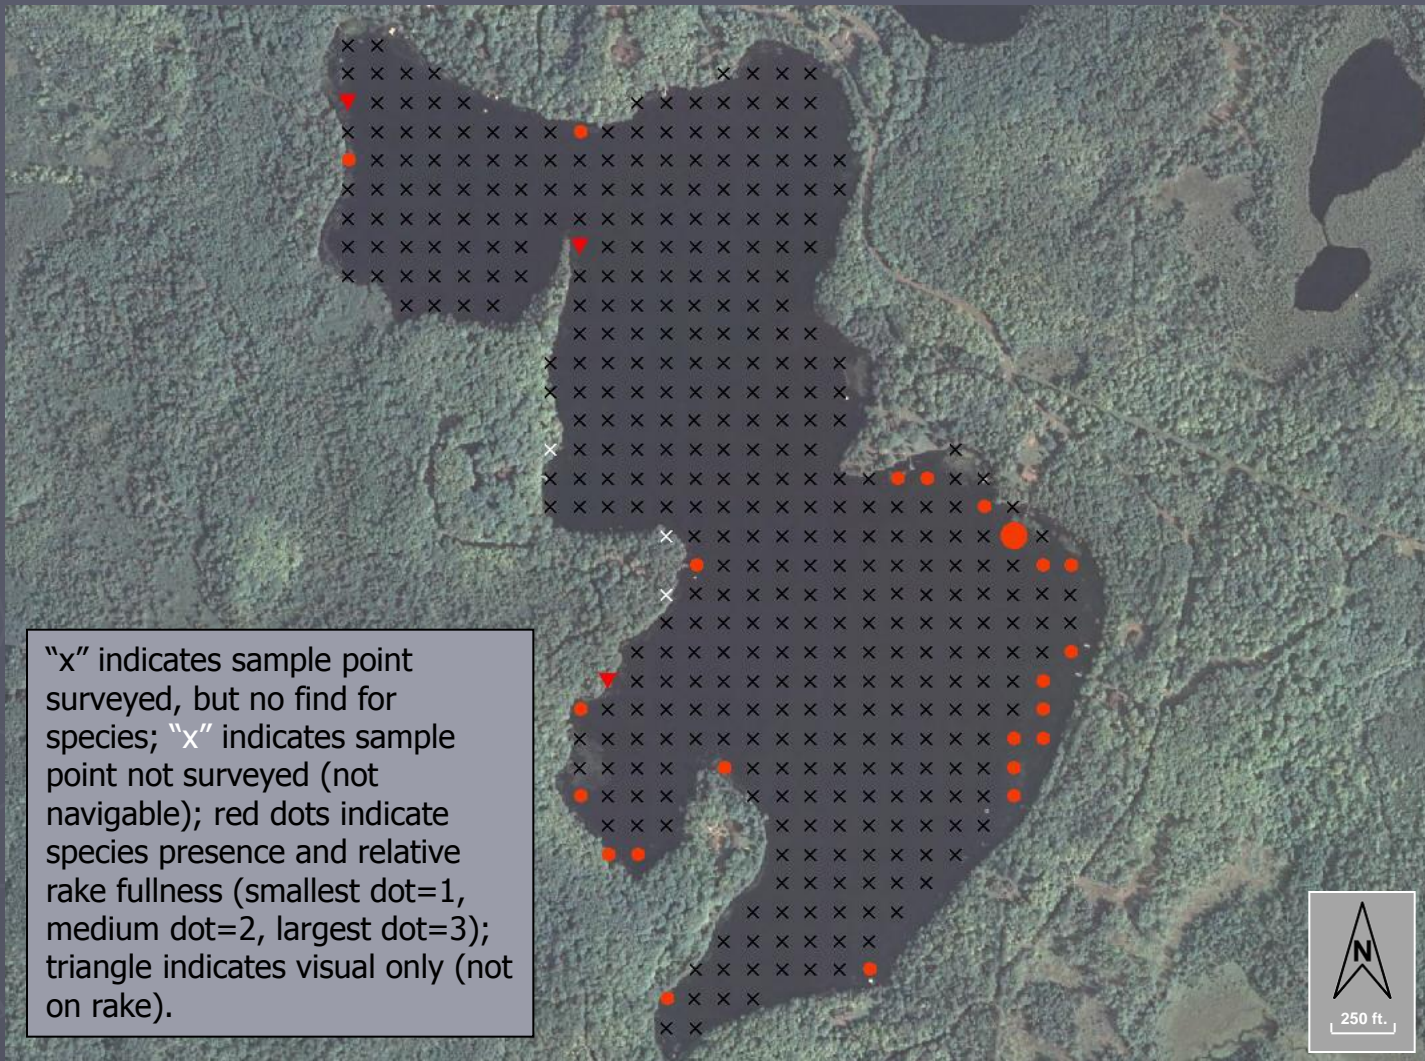 “x” indicates sample point
surveyed, but no find for
species; “x” indicates sample
point not surveyed (not
navigable); red dots indicate
species presence and relative
rake fullness (smallest dot=1,
medium dot=2, largest dot=3);
triangle indicates visual only (not
on rake).
N
250 ft.